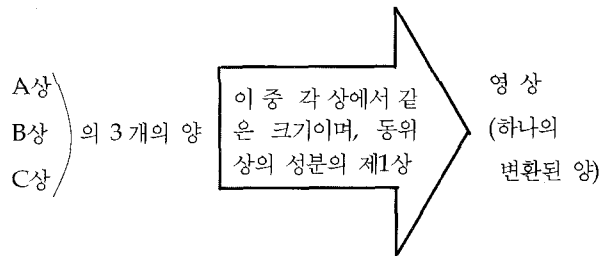 A상
B상
C상
의 3개의 양
이 중 각 상에서 같
은 크기이며, 동위
상의 성분의 제1상
영 상
(하나의
변환된 양)